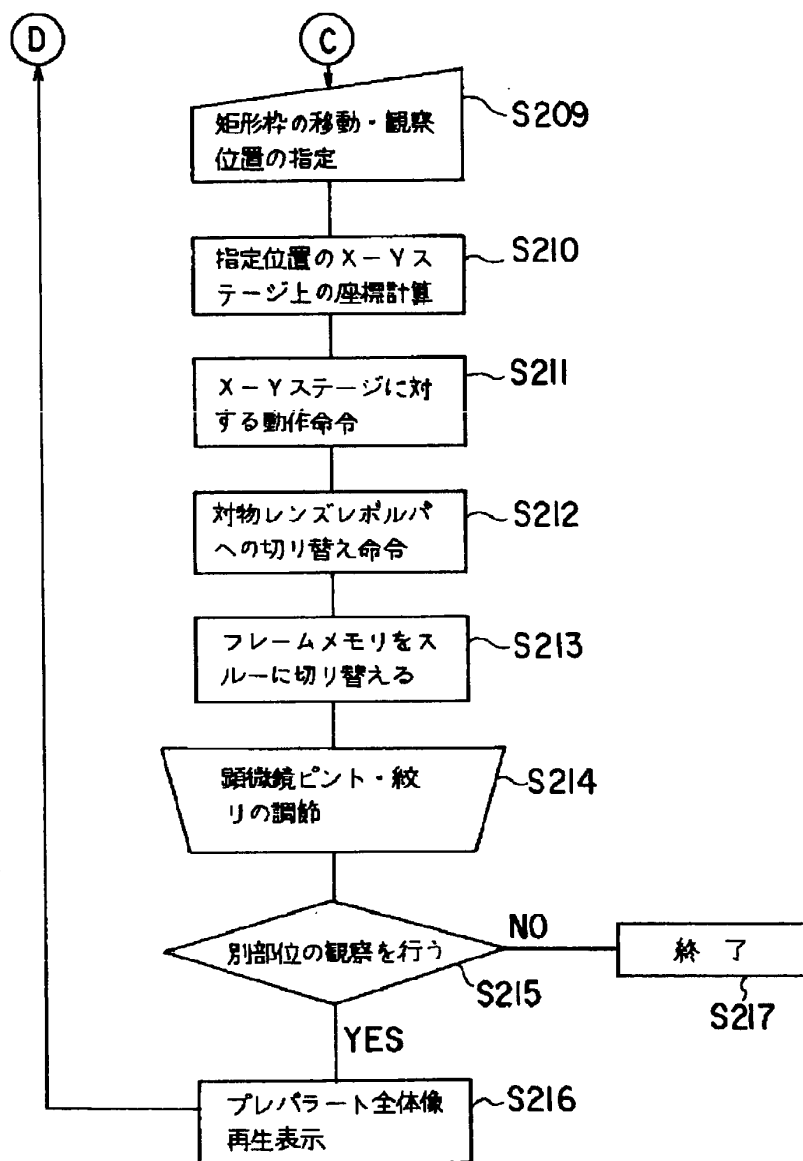 D
C
矩形枠の移動・観察
位置の指定
S209
指定位置のX-Yス
テージ上の座標計算
S210
X-Yステージに対
する動作命令
S211
対物レンズレボルバ
への切り替え命令
S212
フレームメモリをス
ルーに切り替える
S213
顕微鏡ピント・絞
りの調節
S214
別部位の観察を行う
S215
NO
終了
S217
YES
プレパラート全体像
再生表示
S216